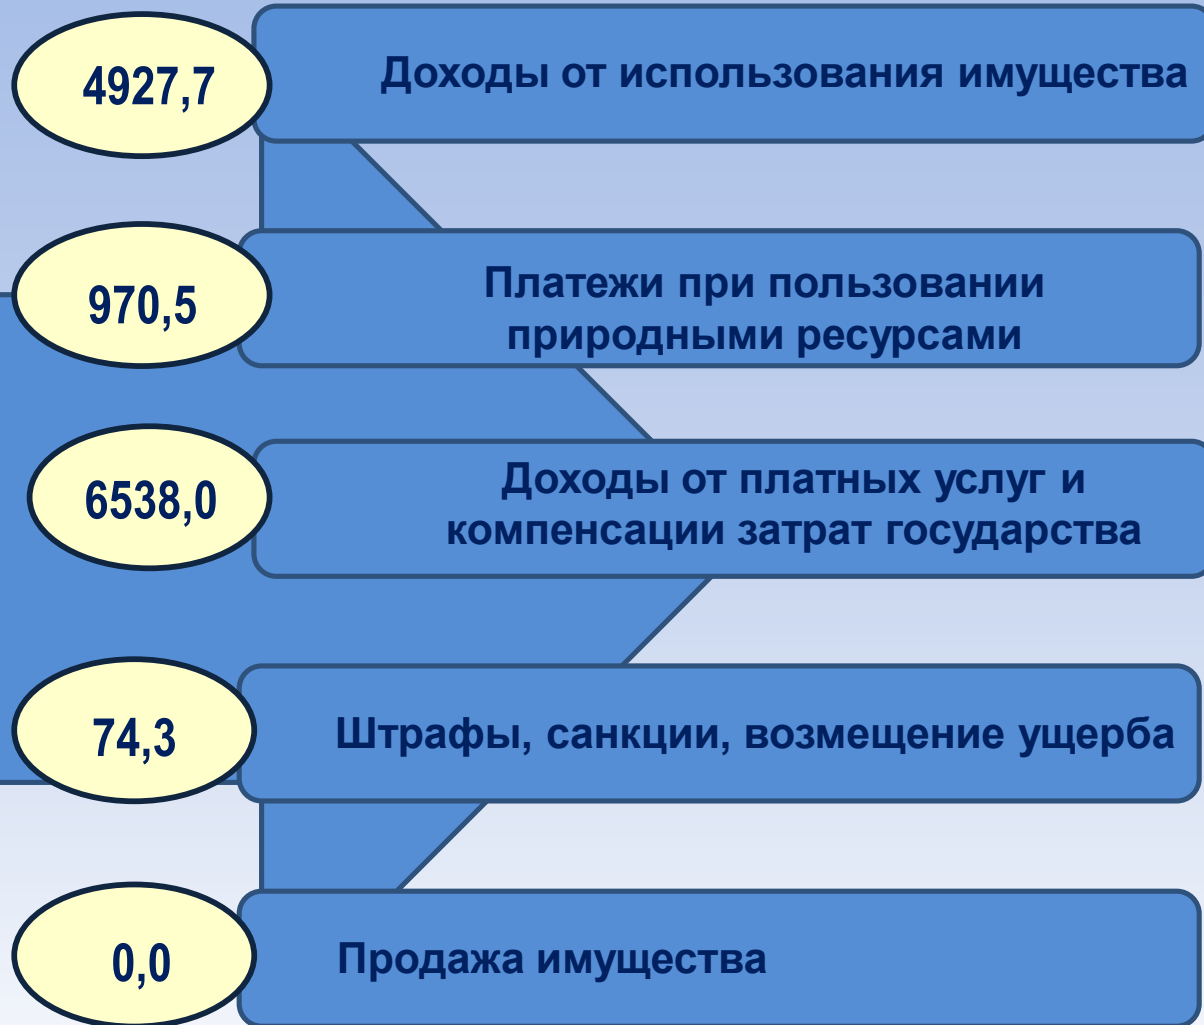 4927,7
Доходы от использования имущества
970,5
Платежи при пользовании
природными ресурсами
6538,0
Доходы от платных услуг и
компенсации затрат государства
74,3
Штрафы, санкции, возмещение ущерба
0,0
Продажа имущества